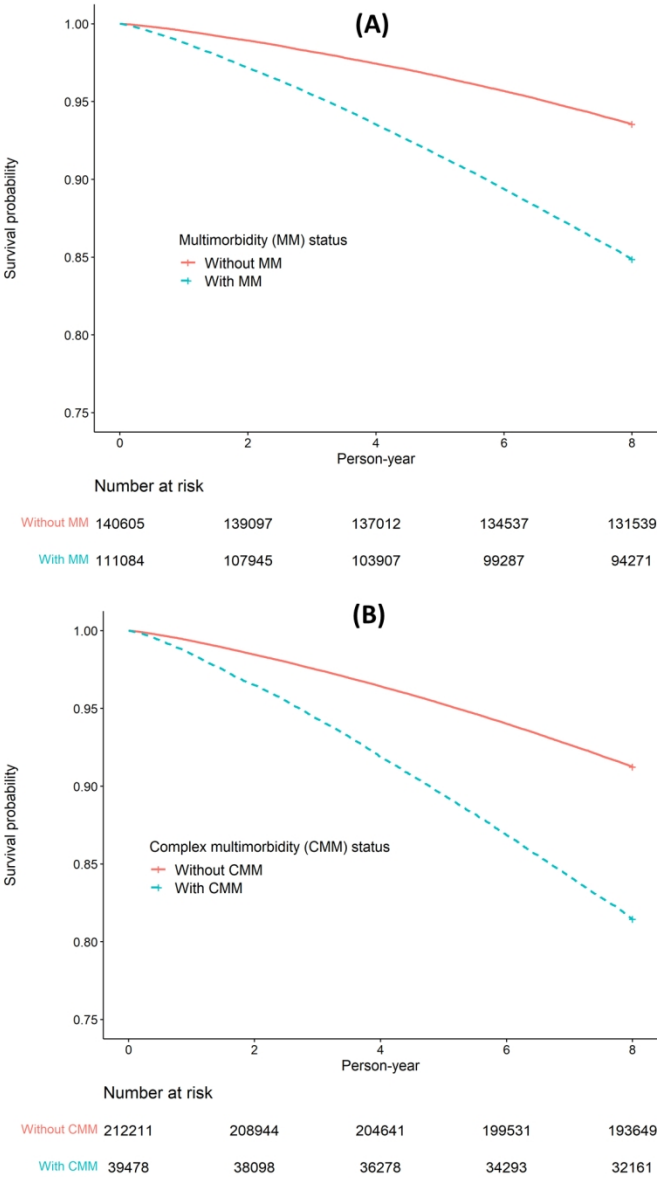 (A)
1.00
0.95
0.90
0.85
0.80
0.75
Survival probability
Multimorbidity (MM) status
Without MM
With MM
0 2 4 6 8
Person-year
Number at risk
Without MM 140605 139097 137012 134537 131539
With MM 111084 107945 103907 99287 94271
(B)
1.00
0.95
0.90
0.85
0.80
0.75
Survival probability
Complex multimorbidity (CMM) status
Without CMM
With CMM
0 2 4 6 8
Person-year
Number at risk
Without CMM 212211 208944 204641 199531 193649
With CMM 39478 38098 36278 34293 32161